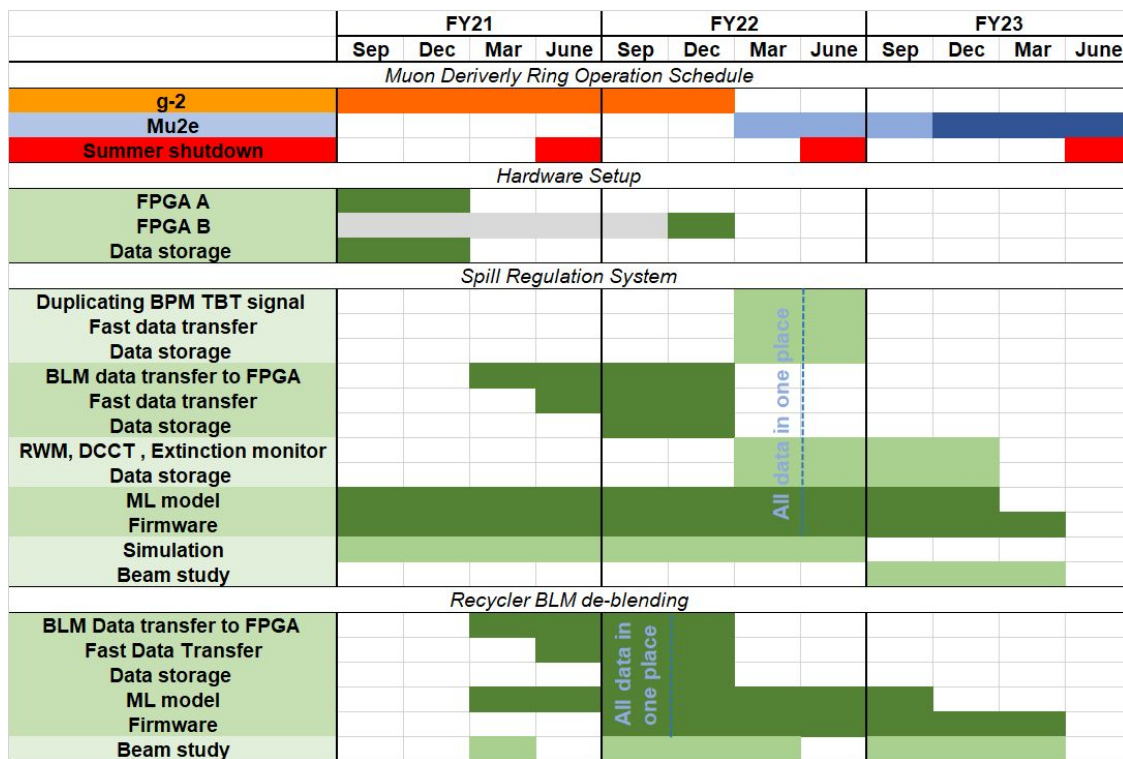 FY21 FY22 FY23
Sep Dec Mar June Sep Dec Mar June Sep Dec Mar June
Muon Deriverly Ring Operation Schedule
g-2
Mu2e
Summer shutdown
Hardware Setup
FPGA A
FPGA B
Data storage
Spill Regulation System
Duplicating BPM TBT signal
Fast data transfer
Data storage
BLM data transfer to FPGA
Fast data transfer
Data storage
RWM, DCCT , Extinction monitor
Data storage
ML model
Firmware
Simulation
Beam study
All data in one place
Recycler BLM de-blending
BLM Data transfer to FPGA
Fast Data Transfer
Data storage
ML model
Firmware
Beam study
All data in
one place